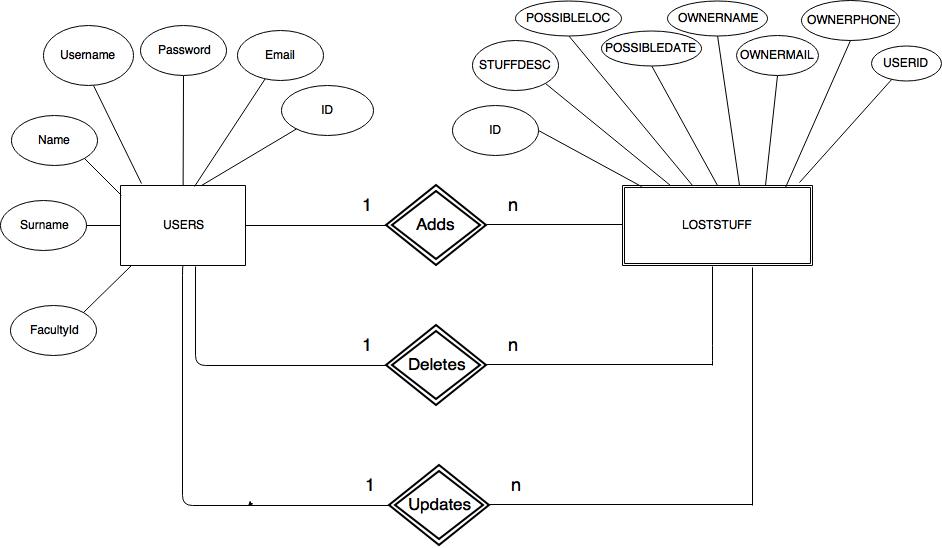 POSSIBLELOC
OWNERNAME
OWNERPHONE
Username
Password
Email
STUFFDESC
POSSIBLEDATE
OWNERMAIL
USERID
ID
ID
Name
Surname
USERS
1
Adds
n
LOSTSTUFF
FacultyId
1
Deletes
n
1
Updates
n